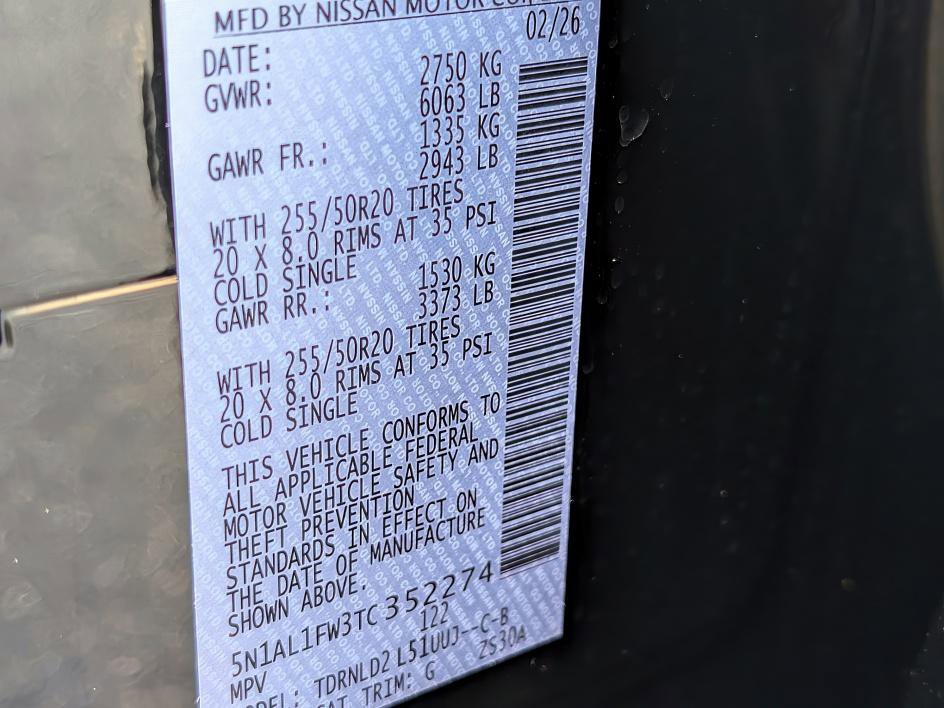 MFD BY NISSAN MOTOR CO.,
DATE: 02/26
GVWR: 2750 KG
6063 LB
GAWR FR.: 1335 KG
2943 LB
WITH 255/50R20 TIRES
20 X 8.0 RIMS AT 35 PSI
COLD SINGLE
GAWR RR.: 1530 KG
3373 LB
WITH 255/50R20 TIRES
20 X 8.0 RIMS AT 35 PSI
COLD SINGLE
THIS VEHICLE CONFORMS TO
ALL APPLICABLE FEDERAL
MOTOR VEHICLE SAFETY AND
THEFT PREVENTION
STANDARDS IN EFFECT ON
THE DATE OF MANUFACTURE
SHOWN ABOVE.
5N1AL1FW3TC352274
MPV 122
TDRNLD2 L51UUJ--C-B
TRIM: G ZS30A